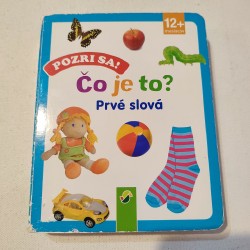 12+
POZRI SA!
Čo je to?
Prvé slová